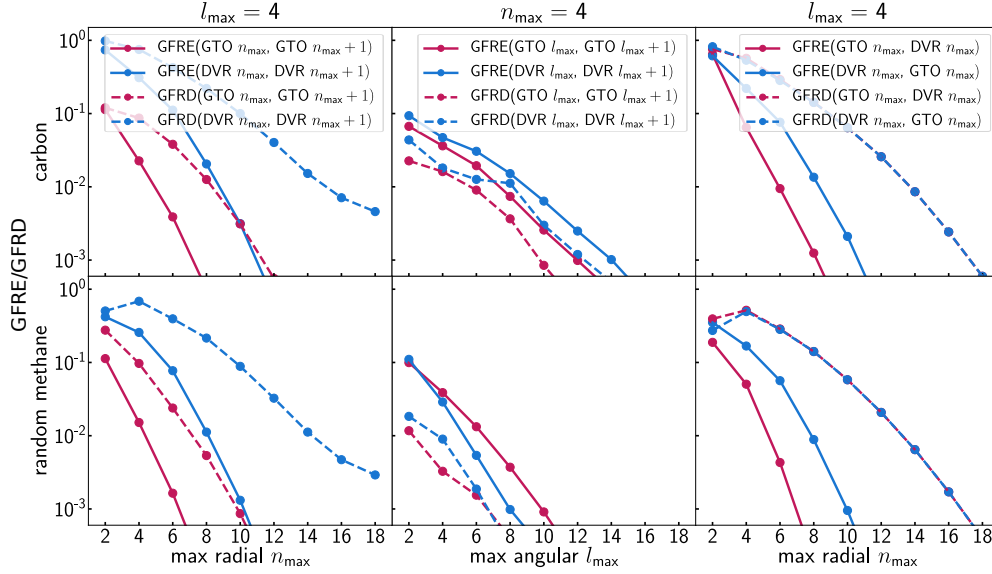 l_max = 4
n_max = 4
l_max = 4
GFRE/GFRD
carbon
10^0
10^-1
10^-2
10^-3
GFRE(GTO n_max, GTO n_max + 1)
GFRE(DVR n_max, DVR n_max + 1)
GFRD(GTO n_max, GTO n_max + 1)
GFRD(DVR n_max, DVR n_max + 1)
GFRE(GTO l_max, GTO l_max + 1)
GFRE(DVR l_max, DVR l_max + 1)
GFRD(GTO l_max, GTO l_max + 1)
GFRD(DVR l_max, DVR l_max + 1)
GFRE(GTO n_max, DVR n_max)
GFRE(DVR n_max, GTO n_max)
GFRD(GTO n_max, DVR n_max)
GFRD(DVR n_max, GTO n_max)
random methane
10^0
10^-1
10^-2
10^-3
2 4 6 8 10 12 14 16 18
2 4 6 8 10 12 14 16 18
2 4 6 8 10 12 14 16 18
max radial n_max
max angular l_max
max radial n_max